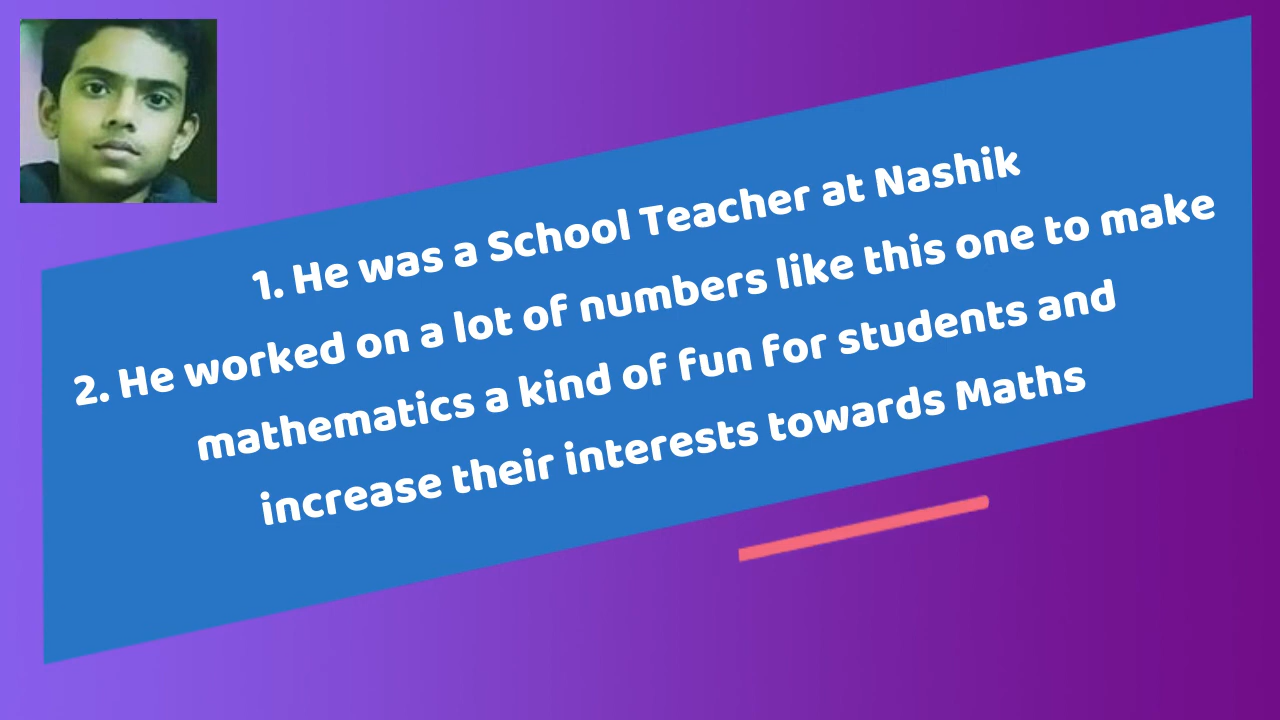 1. He was a School Teacher at Nashik
2. He worked on a lot of numbers like this one to make
mathematics a kind of fun for students and
increase their interests towards Maths